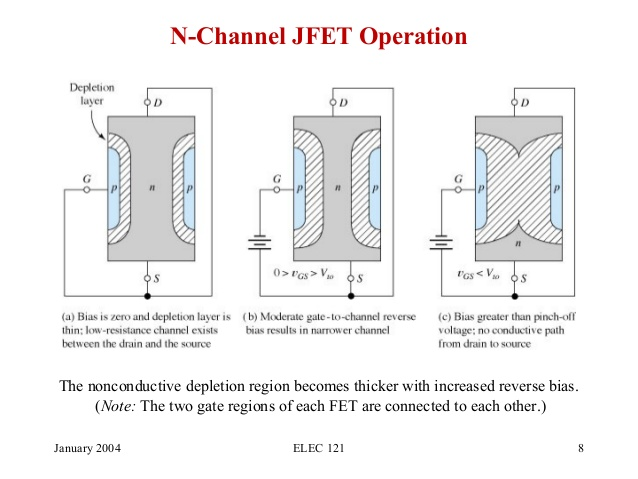 N-Channel JFET Operation
Depletion
layer
D
G
p
n
p
S
D
G
p
n
p
0 > vGS > Vto
S
D
G
p
p
n
vGS < Vto
S
(a) Bias is zero and depletion layer is
thin; low-resistance channel exists
between the drain and the source
(b) Moderate gate-to-channel reverse
bias results in narrower channel
(c) Bias greater than pinch-off
voltage; no conductive path
from drain to source
The nonconductive depletion region becomes thicker with increased reverse bias.
(Note: The two gate regions of each FET are connected to each other.)
January 2004
ELEC 121
8